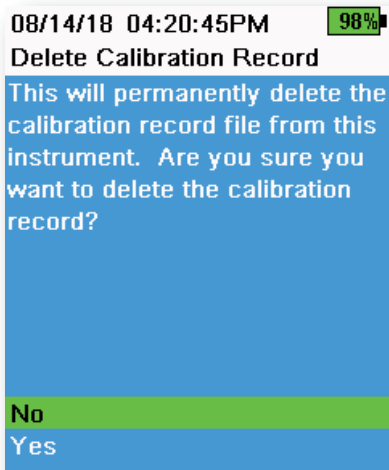 08/14/18 04:20:45PM 98%
Delete Calibration Record
This will permanently delete the
calibration record file from this
instrument. Are you sure you
want to delete the calibration
record?
No
Yes